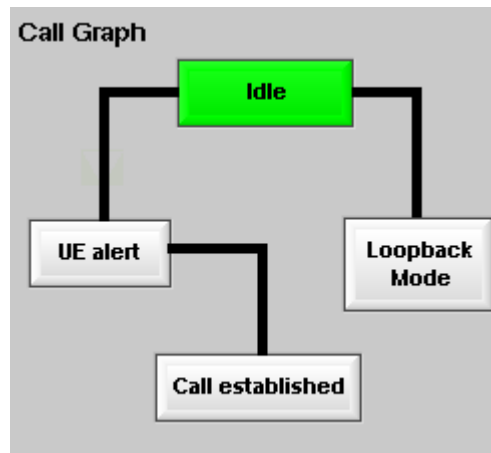 Call Graph
Idle
UE alert
Loopback
Mode
Call established